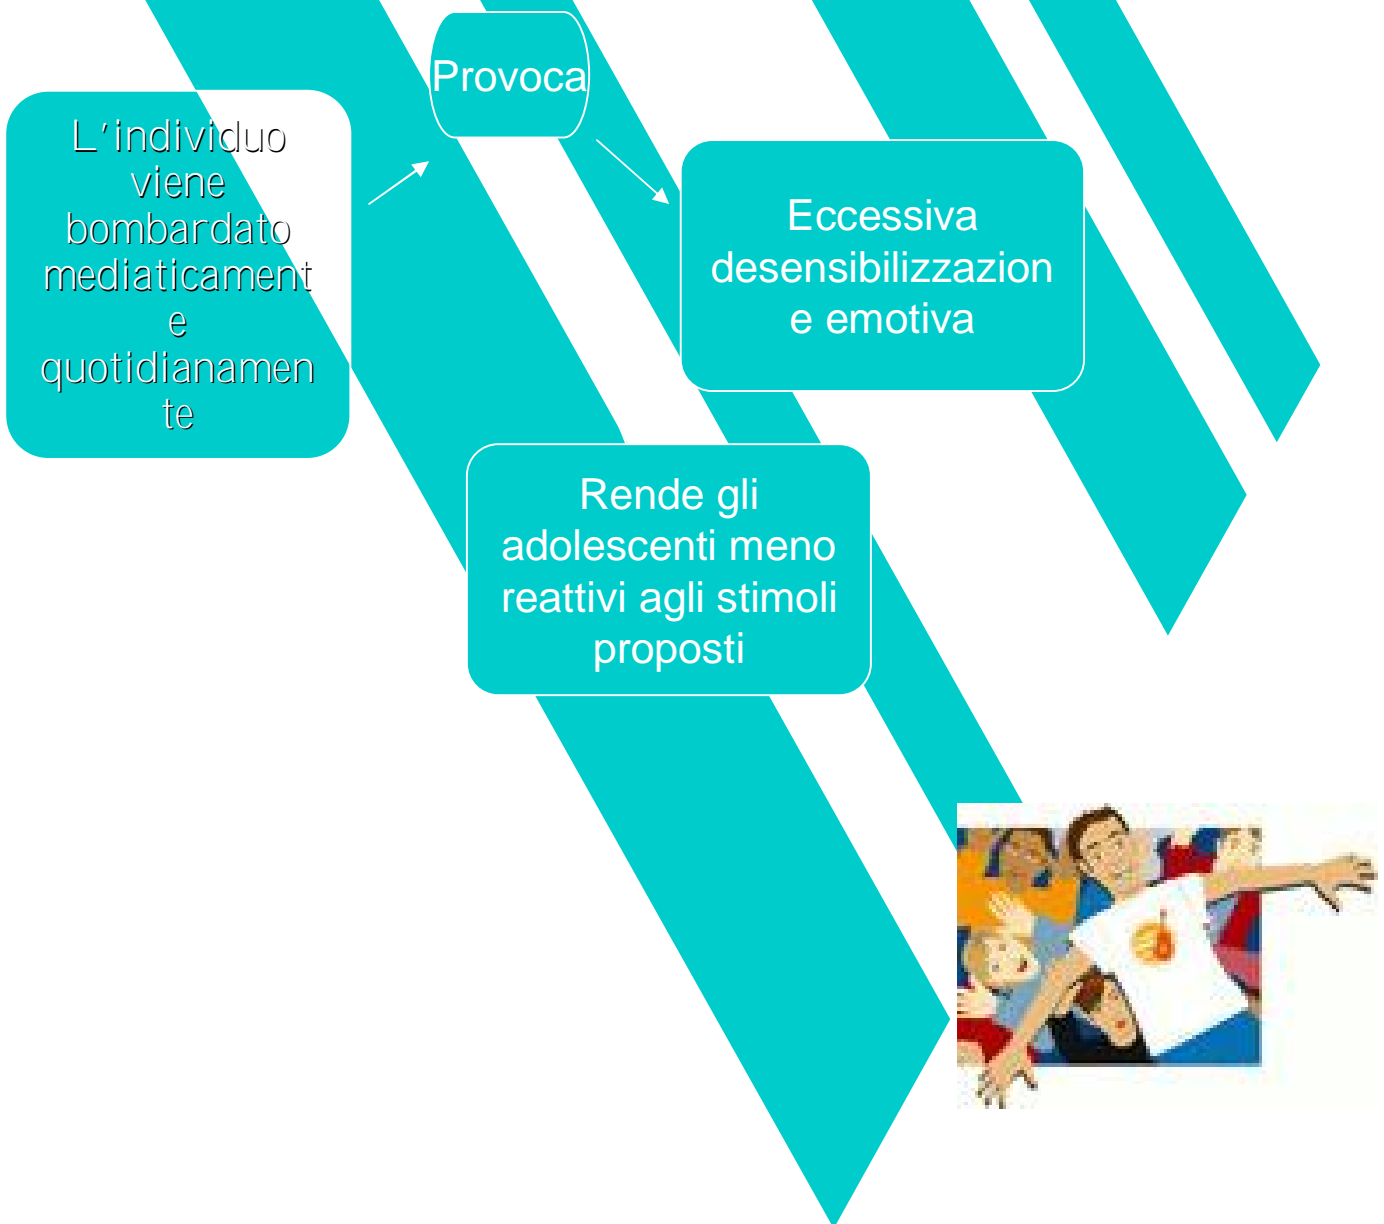 Provoca
L'individuo
viene
bombardato
mediaticament
e
quotidianamen
te
Eccessiva
desensibilizzazion
e emotiva
Rende gli
adolescenti meno
reattivi agli stimoli
proposti